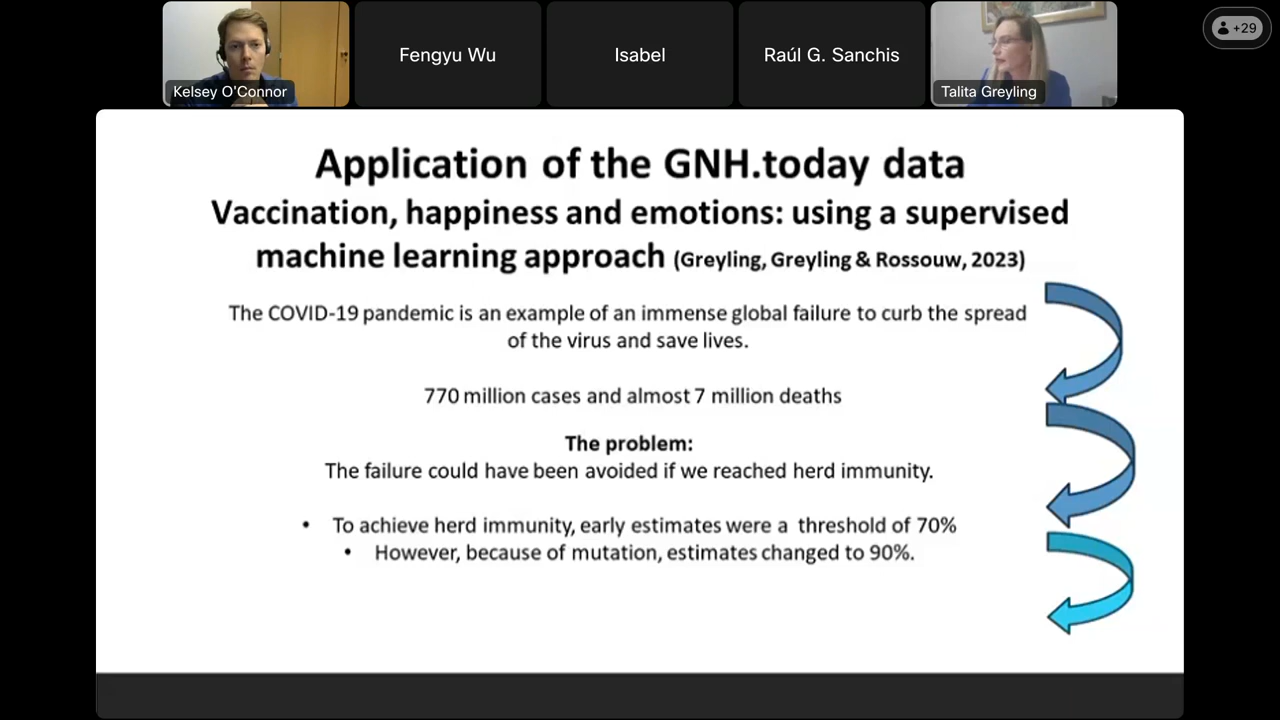 Fengyu Wu
Isabel
Raúl G. Sanchis
+29
Kelsey O'Connor
Talita Greyling
Application of the GNH.today data
Vaccination, happiness and emotions: using a supervised
machine learning approach (Greyling, Greyling & Rossouw, 2023)
The COVID-19 pandemic is an example of an immense global failure to curb the spread
of the virus and save lives.
770 million cases and almost 7 million deaths
The problem:
The failure could have been avoided if we reached herd immunity.
• To achieve herd immunity, early estimates were a threshold of 70%
• However, because of mutation, estimates changed to 90%.